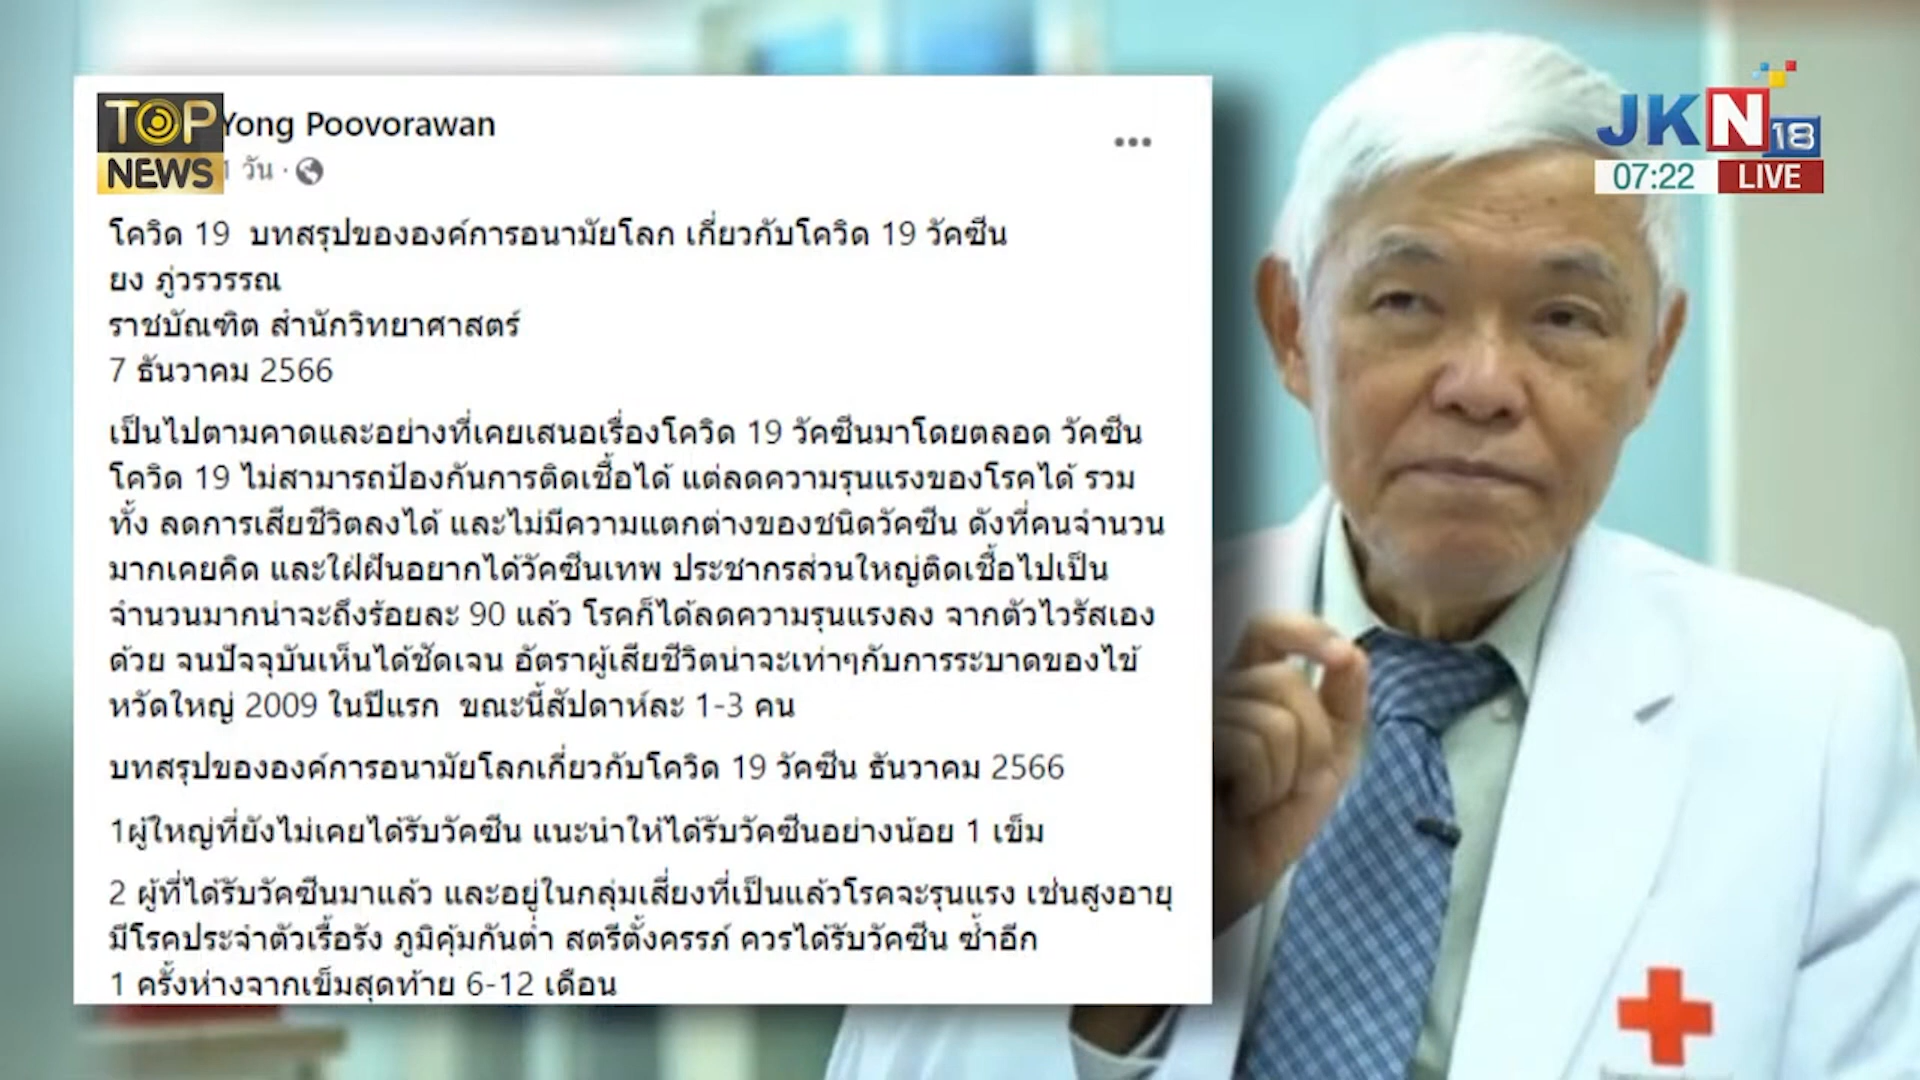 TOP
NEWS
Yong Poovorawan
1 วัน ·
JKN18
07:22 LIVE
โควิด 19 บทสรุปขององค์การอนามัยโลก เกี่ยวกับโควิด 19 วัคซีน
ยง ภู่วรวรรณ
ราชบัณฑิต สำนักวิทยาศาสตร์
7 ธันวาคม 2566
เป็นไปตามคาดและอย่างที่เคยเสนอเรื่องโควิด 19 วัคซีนมาโดยตลอด วัคซีน
โควิด 19 ไม่สามารถป้องกันการติดเชื้อได้ แต่ลดความรุนแรงของโรคได้ รวม
ทั้ง ลดการเสียชีวิตลงได้ และไม่มีความแตกต่างของชนิดวัคซีน ดังที่คนจำนวน
มากเคยคิด และใฝ่ฝันอยากได้วัคซีนเทพ ประชากรส่วนใหญ่ติดเชื้อไปเป็น
จำนวนมากน่าจะถึงร้อยละ 90 แล้ว โรคก็ได้ลดความรุนแรงลง จากตัวไวรัสเอง
ด้วย จนปัจจุบันเห็นได้ชัดเจน อัตราผู้เสียชีวิตน่าจะเท่าๆกับการระบาดของไข้
หวัดใหญ่ 2009 ในปีแรก ขณะนี้สัปดาห์ละ 1-3 คน
บทสรุปขององค์การอนามัยโลกเกี่ยวกับโควิด 19 วัคซีน ธันวาคม 2566
1ผู้ใหญ่ที่ยังไม่เคยได้รับวัคซีน แนะนำให้ได้รับวัคซีนอย่างน้อย 1 เข็ม
2 ผู้ที่ได้รับวัคซีนมาแล้ว และอยู่ในกลุ่มเสี่ยงที่เป็นแล้วโรคจะรุนแรง เช่นสูงอายุ
มีโรคประจำตัวเรื้อรัง ภูมิคุ้มกันต่ำ สตรีตั้งครรภ์ ควรได้รับวัคซีน ซ้ำอีก
1 ครั้งห่างจากเข็มสุดท้าย 6-12 เดือน